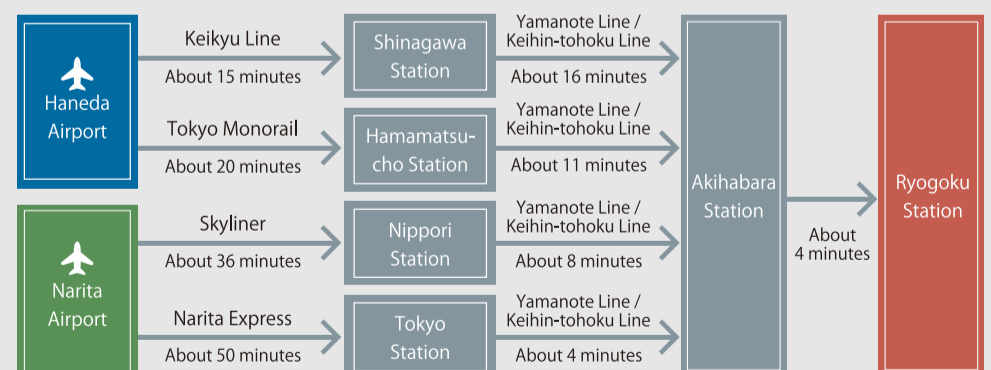 Haneda
Airport
Keikyu Line
About 15 minutes
Shinagawa
Station
Yamanote Line /
Keihin-tohoku Line
About 16 minutes
Tokyo Monorail
About 20 minutes
Hamamatsu-
cho Station
Yamanote Line /
Keihin-tohoku Line
About 11 minutes
Narita
Airport
Skyliner
About 36 minutes
Nippori
Station
Yamanote Line /
Keihin-tohoku Line
About 8 minutes
Narita Express
About 50 minutes
Tokyo
Station
Yamanote Line /
Keihin-tohoku Line
About 4 minutes
Akihabara
Station
About
4 minutes
Ryogoku
Station